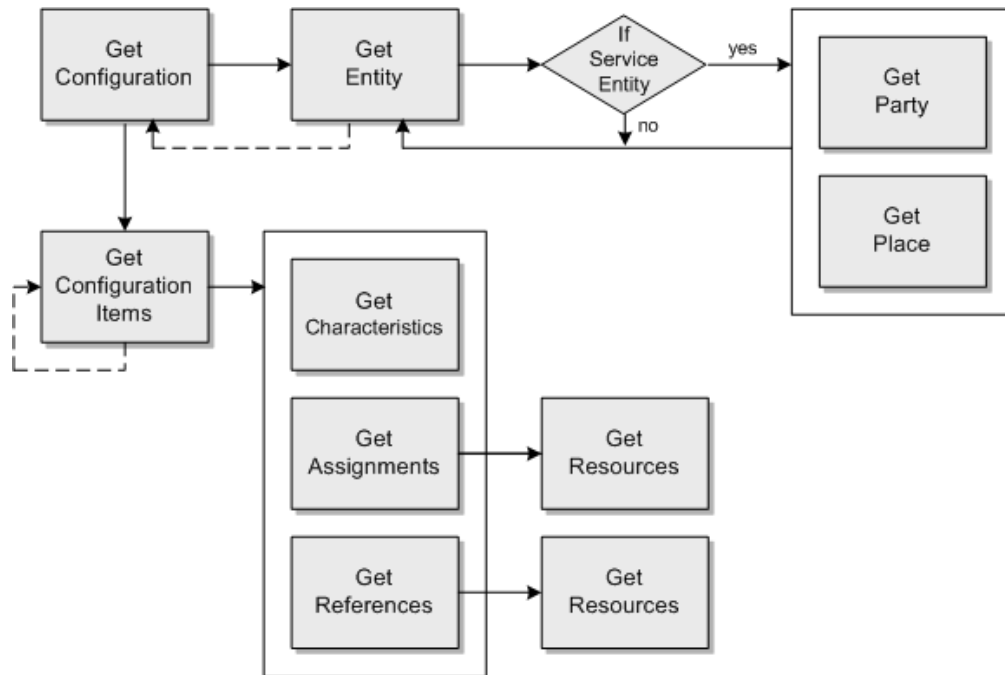 Get
Configuration
Get
Entity
If
Service
Entity
yes
no
Get
Party
Get
Place
Get
Configuration
Items
Get
Characteristics
Get
Assignments
Get
Resources
Get
References
Get
Resources